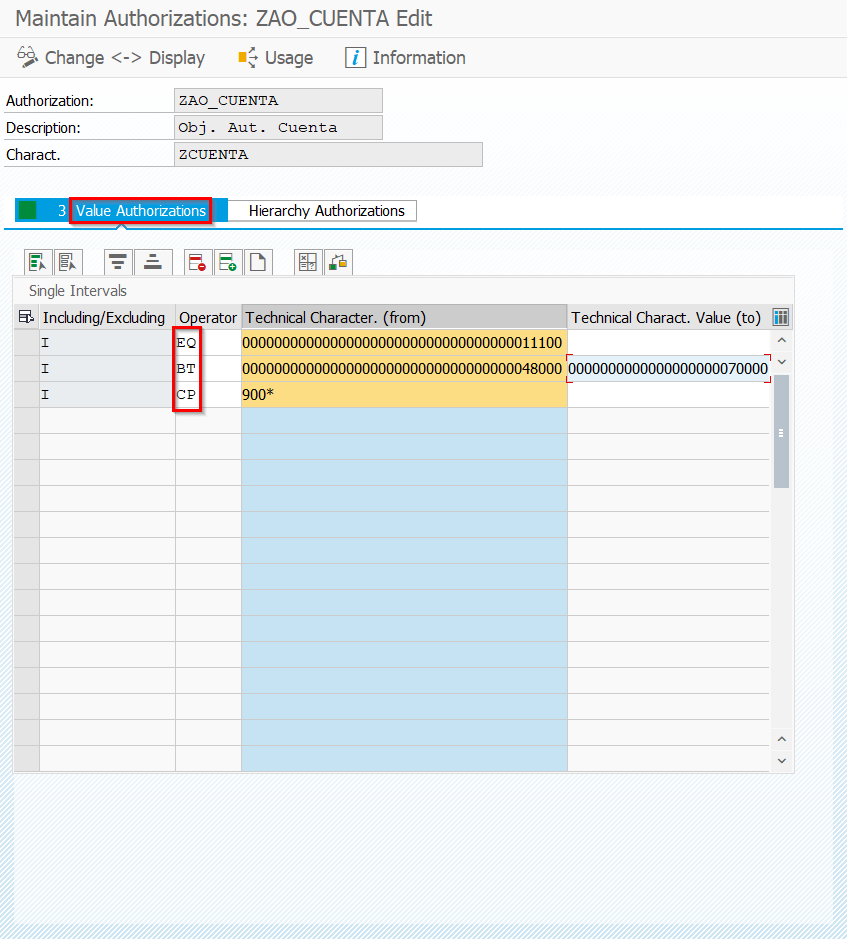 Maintain Authorizations: ZAO_CUENTA Edit
Change <-> Display Usage Information
Authorization: ZAO_CUENTA
Description: Obj. Aut. Cuenta
Charact. ZCUENTA
3 Value Authorizations Hierarchy Authorizations
Single Intervals
Including/Excluding Operator Technical Character. (from) Technical Charact. Value (to)
I EQ 0000000000000000000000000000000000011100
I BT 0000000000000000000000000000000000048000 0000000000000000000070000
I CP 900*